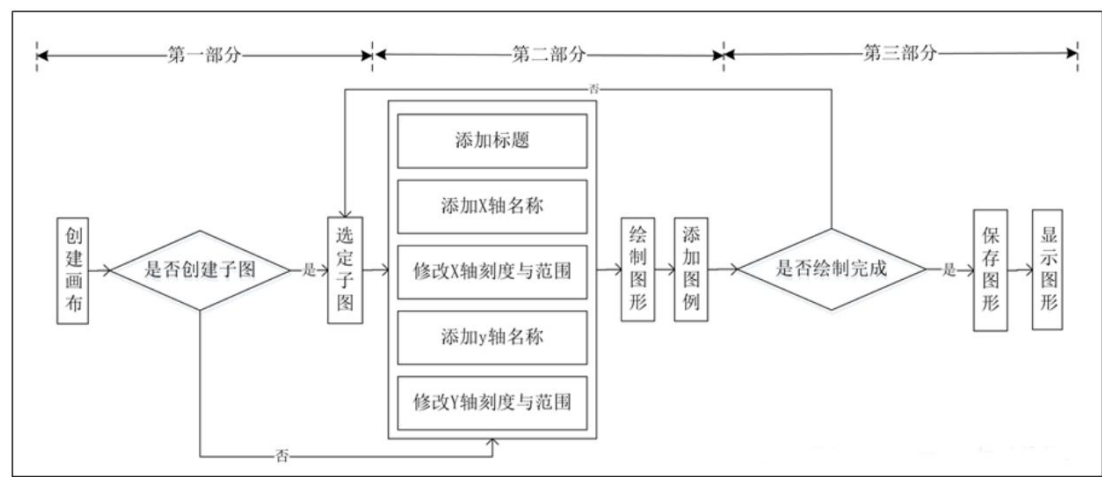 第一部分
第二部分
第三部分
否
添加标题
添加X轴名称
创建画布
是否创建子图
是
选定子图
修改X轴刻度与范围
绘制图形
添加图例
是否绘制完成
是
保存图形
显示图形
添加y轴名称
修改Y轴刻度与范围
否